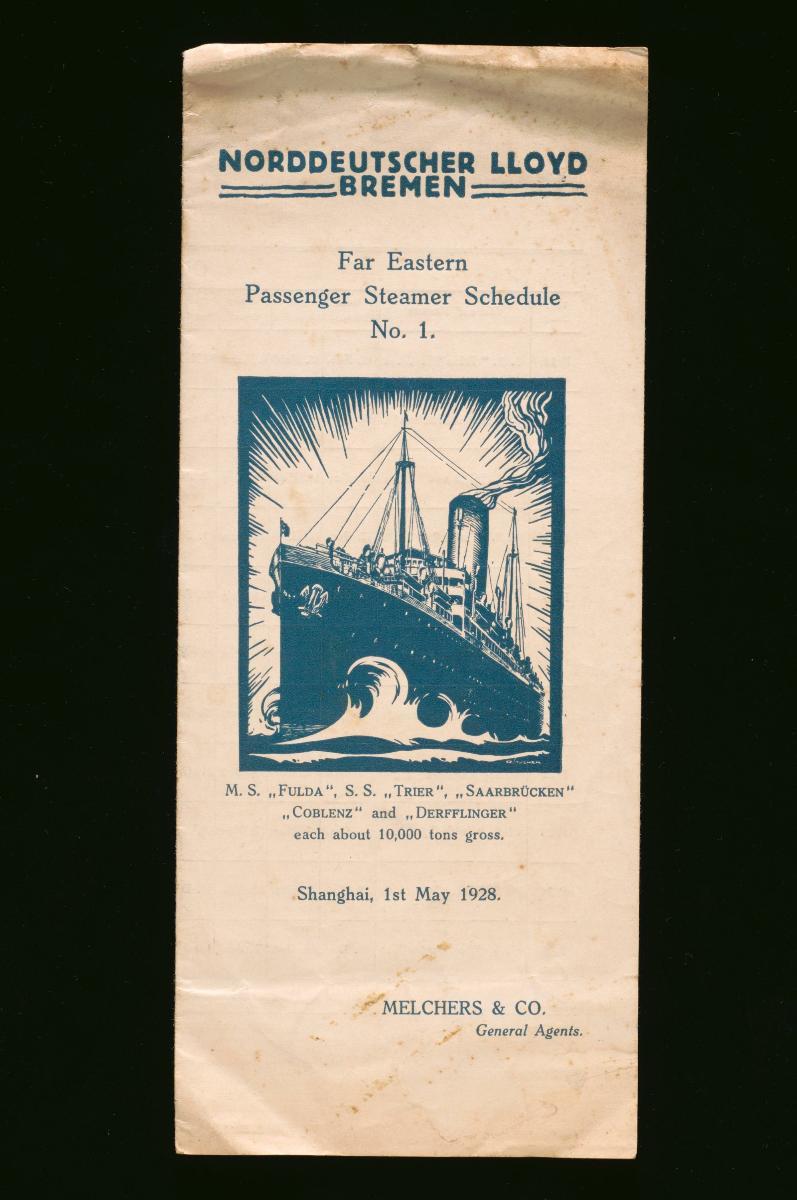 NORDDEUTSCHER LLOYD
BREMEN
Far Eastern
Passenger Steamer Schedule
No. 1.
M. S. „FULDA“, S. S. „TRIER“, „SAARBRÜCKEN“
„COBLENZ“ and „DERFFLINGER“
each about 10,000 tons gross.
Shanghai, 1st May 1928.
MELCHERS & CO.
General Agents.